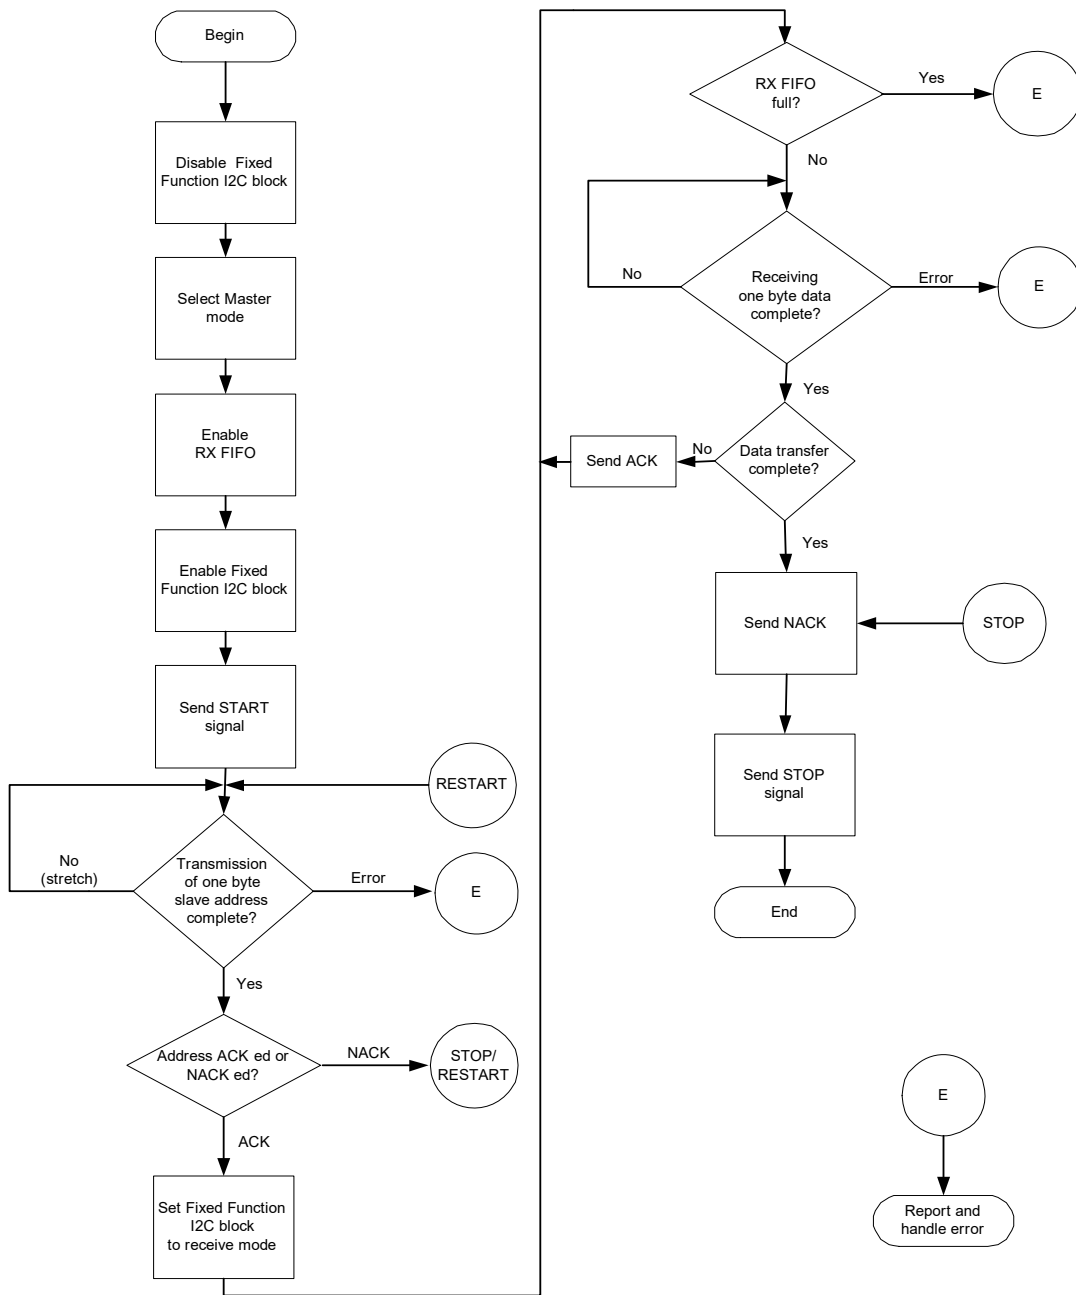 Begin
Disable Fixed
Function I2C block
Select Master
mode
Enable
RX FIFO
Enable Fixed
Function I2C block
Send START
signal
RESTART
No
(stretch)
Transmission
of one byte
slave address
complete?
Error
E
Yes
Address ACK ed or
NACK ed?
NACK
STOP/
RESTART
ACK
Set Fixed Function
I2C block
to receive mode
RX FIFO
full?
Yes
E
No
No
Receiving
one byte data
complete?
Error
E
Yes
Send ACK
No
Data transfer
complete?
Yes
Send NACK
STOP
Send STOP
signal
End
E
Report and
handle error